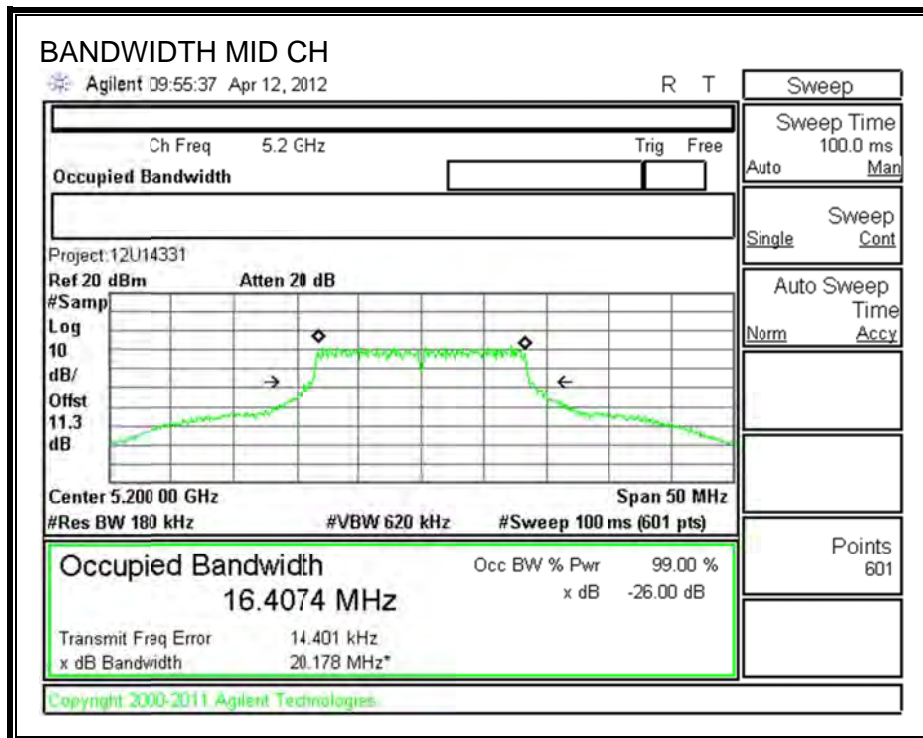 BANDWIDTH MID CH
Agilent 09:55:37 Apr 12, 2012 R T
Ch Freq 5.2 GHz Trig Free
Occupied Bandwidth
Project:12U14331
Ref 20 dBm Atten 20 dB
#Samp
Log
10
dB/
Offst
11.3
dB
Center 5.200 00 GHz Span 50 MHz
#Res BW 180 kHz #VBW 620 kHz #Sweep 100 ms (601 pts)
Occupied Bandwidth Occ BW % Pwr 99.00 %
16.4074 MHz x dB -26.00 dB
Transmit Freq Error 14.401 kHz
x dB Bandwidth 20.178 MHz*
Copyright 2000-2011 Agilent Technologies
Sweep
Sweep Time
100.0 ms
Auto Man
Sweep
Single Cont
Auto Sweep
Time
Norm Accy
Points
601